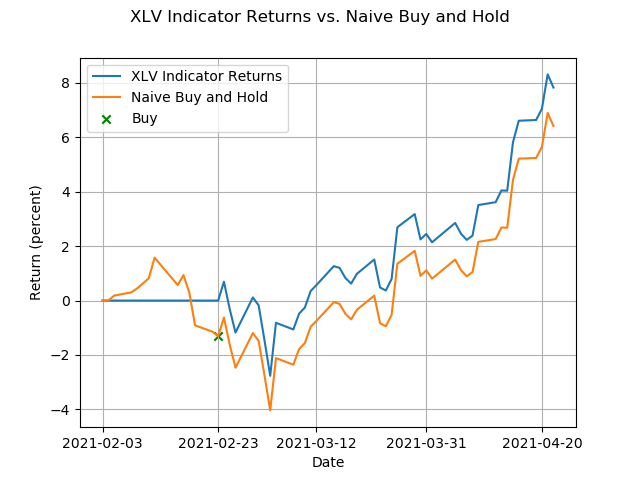 XLV Indicator Returns vs. Naive Buy and Hold
XLV Indicator Returns
Naive Buy and Hold
Buy
Return (percent)
8
6
4
2
0
−2
−4
2021-02-03 2021-02-23 2021-03-12 2021-03-31 2021-04-20
Date